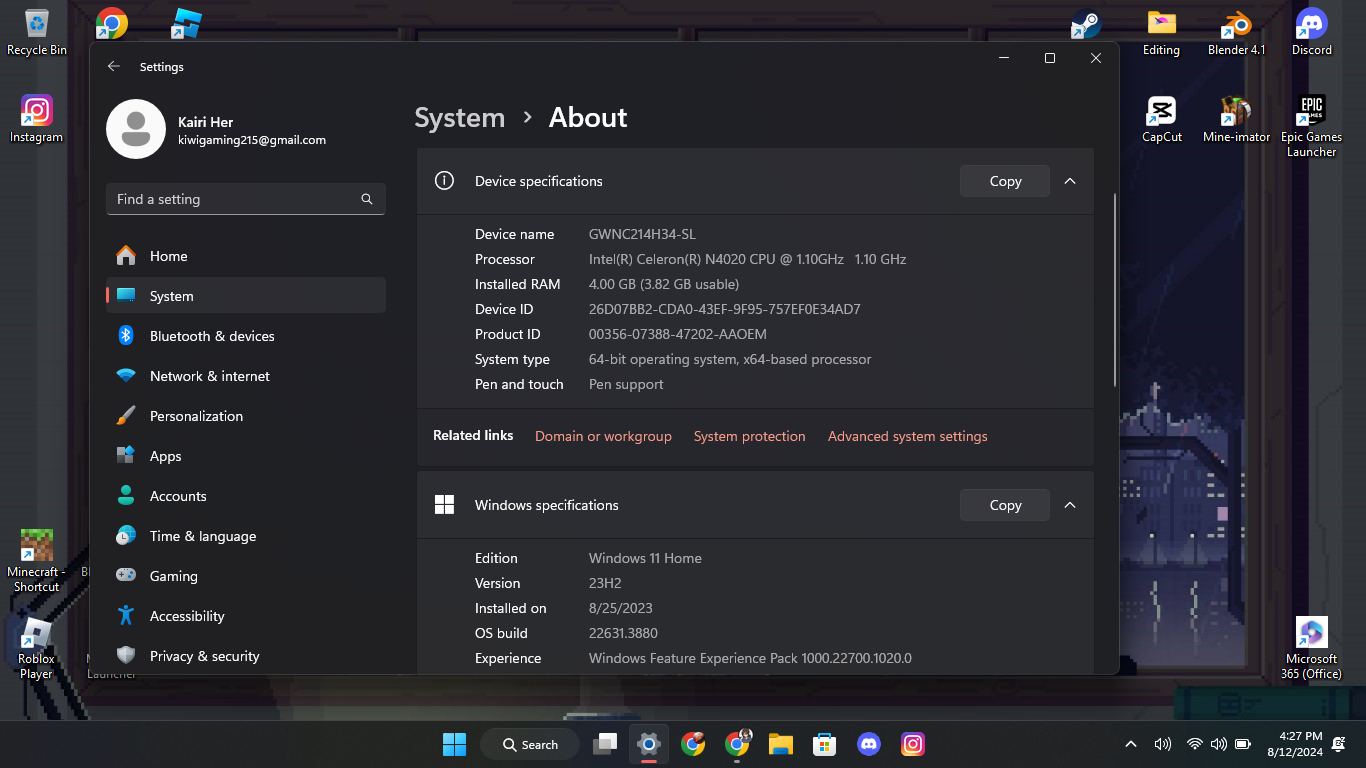 Recycle Bin
Instagram
Minecraft -
Shortcut
Roblox
Player
Launcher
Editing
Blender 4.1
Discord
CapCut
Mine-imator
EPIC
GAMES
Epic Games
Launcher
Microsoft
365 (Office)
Settings
Kairi Her
kiwigaming215@gmail.com
Find a setting
Home
System
Bluetooth & devices
Network & internet
Personalization
Apps
Accounts
Time & language
Gaming
Accessibility
Privacy & security
System > About
Device specifications
Copy
Device name GWNC214H34-SL
Processor Intel(R) Celeron(R) N4020 CPU @ 1.10GHz 1.10 GHz
Installed RAM 4.00 GB (3.82 GB usable)
Device ID 26D07BB2-CDA0-43EF-9F95-757EF0E34AD7
Product ID 00356-07388-47202-AAOEM
System type 64-bit operating system, x64-based processor
Pen and touch Pen support
Related links Domain or workgroup System protection Advanced system settings
Windows specifications
Copy
Edition Windows 11 Home
Version 23H2
Installed on 8/25/2023
OS build 22631.3880
Experience Windows Feature Experience Pack 1000.22700.1020.0
Search
4:27 PM
8/12/2024